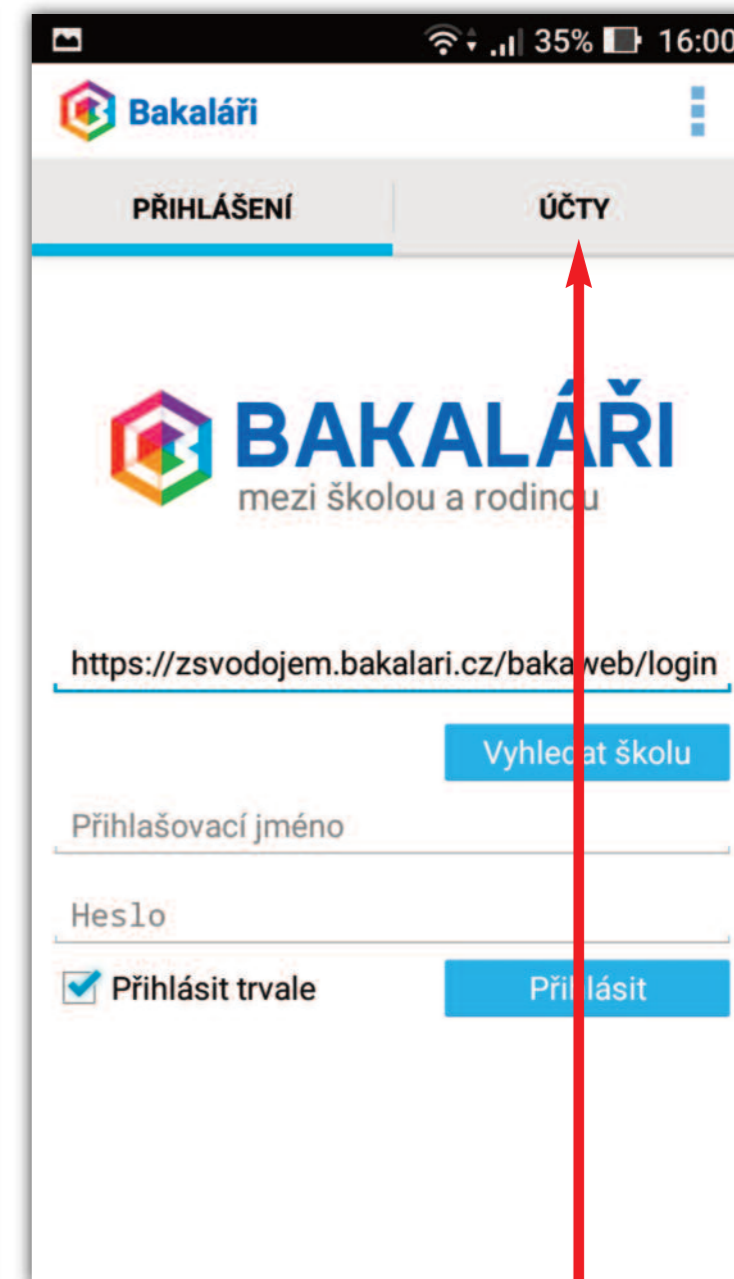 35% 16:00
Bakaláři
PŘIHLÁŠENÍ ÚČTY
BAKALÁŘI
mezi školou a rodinou
https://zsvodojem.bakalari.cz/bakaweb/login
Vyhledat školu
Přihlašovací jméno
Heslo
Přihlásit trvale Přihlásit